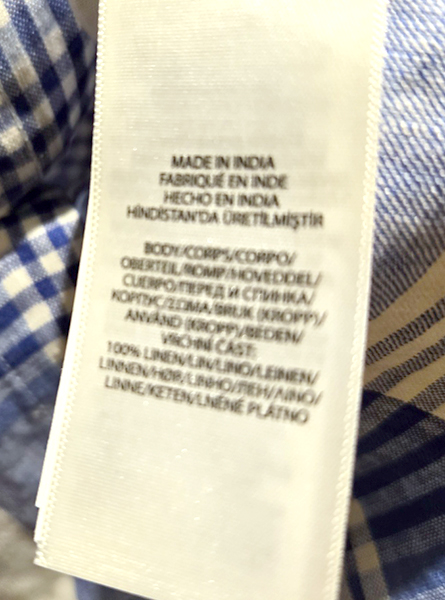 MADE IN INDIA
FABRIQUÉ EN INDE
HECHO EN INDIA
HİNDİSTAN'DA ÜRETİLMİŞTİR
BODY/CORPS/CORPO/
OBERTEIL/ROMP/HOVEDDEL/
CUERPO/ПЕРЕД И СПИНКА/
КОРПУС/ΣΩΜΑ/BRUK (KROPP)/
ANVÄND (KROPP)/BEDEN/
VRCHNÍ ČÁST:
100% LINEN/LIN/LINO/LEINEN/
LINNEN/HØR/LINHO/ЛЕН/ΛΙΝΟ/
LINNE/KETEN/LNĚNÉ PLÁTNO